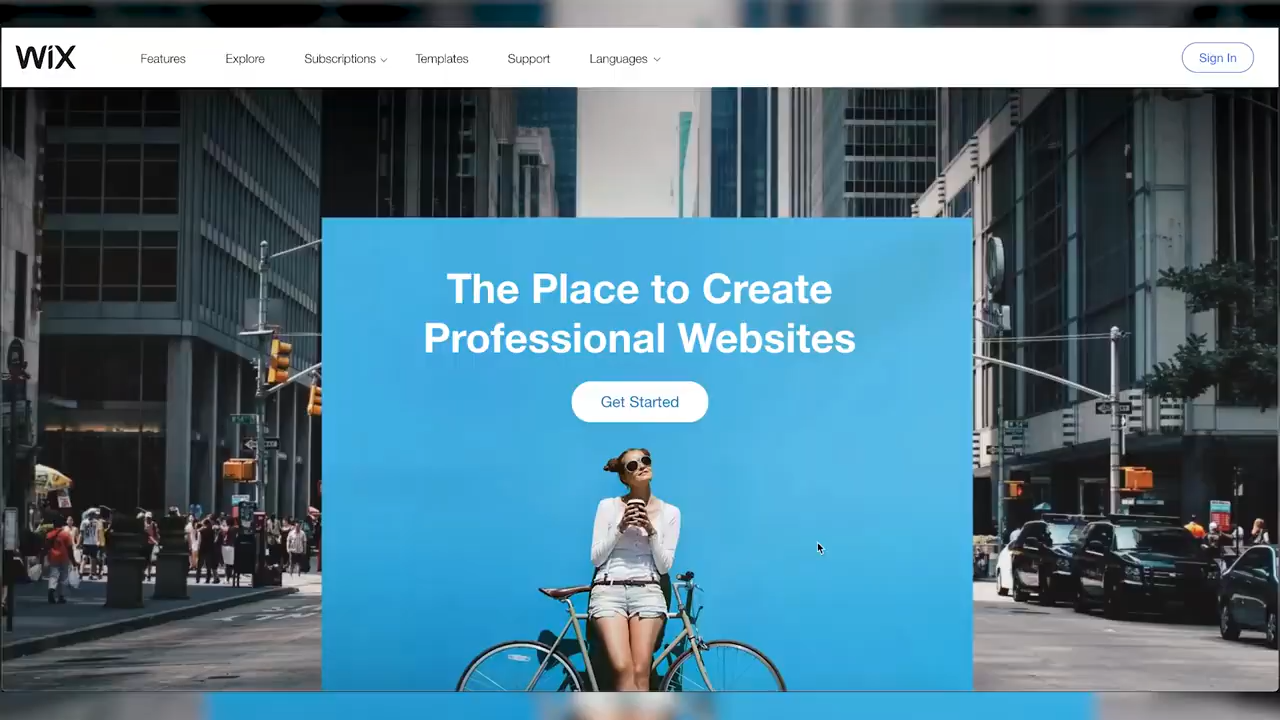 WiX
Features
Explore
Subscriptions
Templates
Support
Languages
Sign In
The Place to Create
Professional Websites
Get Started